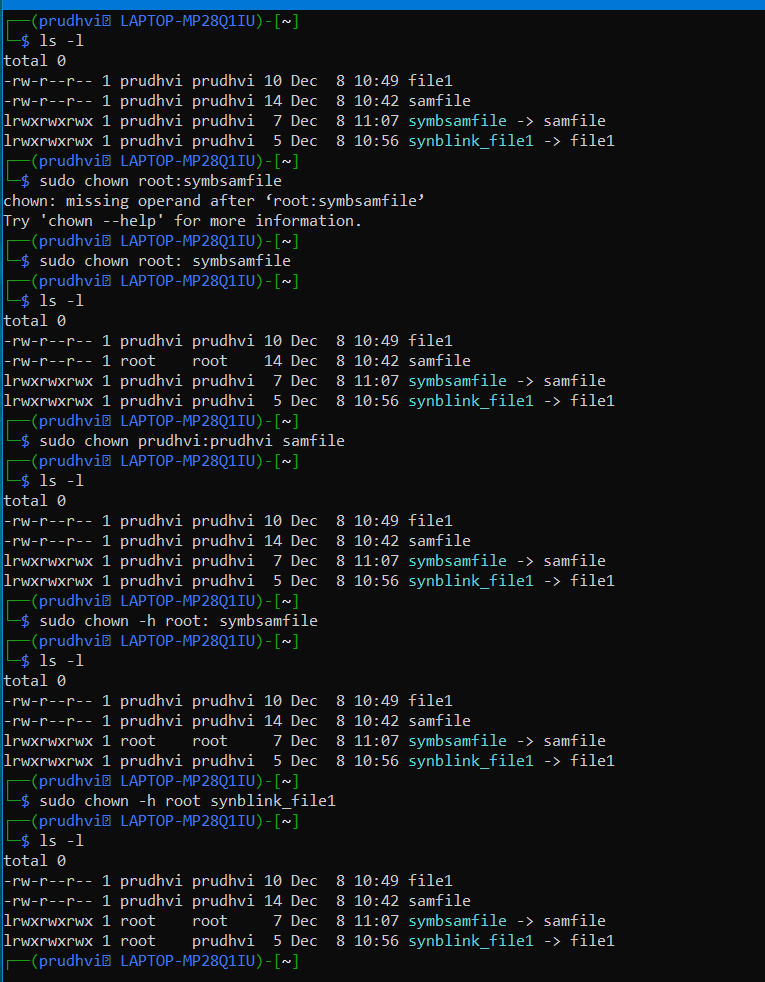 ┌──(prudhvi㉿ LAPTOP-MP28Q1IU)-[~]
└─$ ls -l
total 0
-rw-r--r-- 1 prudhvi prudhvi 10 Dec  8 10:49 file1
-rw-r--r-- 1 prudhvi prudhvi 14 Dec  8 10:42 samfile
lrwxrwxrwx 1 prudhvi prudhvi  7 Dec  8 11:07 symbsamfile -> samfile
lrwxrwxrwx 1 prudhvi prudhvi  5 Dec  8 10:56 synblink_file1 -> file1
┌──(prudhvi⍰ LAPTOP-MP28Q1IU)-[~]
└─$ sudo chown root:symbsamfile
chown: missing operand after ‘root:symbsamfile’
Try 'chown --help' for more information.
┌──(prudhvi⍰ LAPTOP-MP28Q1IU)-[~]
└─$ sudo chown root: symbsamfile
┌──(prudhvi⍰ LAPTOP-MP28Q1IU)-[~]
└─$ ls -l
total 0
-rw-r--r-- 1 prudhvi prudhvi 10 Dec  8 10:49 file1
-rw-r--r-- 1 root    root    14 Dec  8 10:42 samfile
lrwxrwxrwx 1 prudhvi prudhvi  7 Dec  8 11:07 symbsamfile -> samfile
lrwxrwxrwx 1 prudhvi prudhvi  5 Dec  8 10:56 synblink_file1 -> file1
┌──(prudhvi⍰ LAPTOP-MP28Q1IU)-[~]
└─$ sudo chown prudhvi:prudhvi samfile
┌──(prudhvi⍰ LAPTOP-MP28Q1IU)-[~]
└─$ ls -l
total 0
-rw-r--r-- 1 prudhvi prudhvi 10 Dec  8 10:49 file1
-rw-r--r-- 1 prudhvi prudhvi 14 Dec  8 10:42 samfile
lrwxrwxrwx 1 prudhvi prudhvi  7 Dec  8 11:07 symbsamfile -> samfile
lrwxrwxrwx 1 prudhvi prudhvi  5 Dec  8 10:56 synblink_file1 -> file1
┌──(prudhvi⍰ LAPTOP-MP28Q1IU)-[~]
└─$ sudo chown -h root: symbsamfile
┌──(prudhvi⍰ LAPTOP-MP28Q1IU)-[~]
└─$ ls -l
total 0
-rw-r--r-- 1 prudhvi prudhvi 10 Dec  8 10:49 file1
-rw-r--r-- 1 prudhvi prudhvi 14 Dec  8 10:42 samfile
lrwxrwxrwx 1 root    root     7 Dec  8 11:07 symbsamfile -> samfile
lrwxrwxrwx 1 prudhvi prudhvi  5 Dec  8 10:56 synblink_file1 -> file1
┌──(prudhvi⍰ LAPTOP-MP28Q1IU)-[~]
└─$ sudo chown -h root synblink_file1
┌──(prudhvi⍰ LAPTOP-MP28Q1IU)-[~]
└─$ ls -l
total 0
-rw-r--r-- 1 prudhvi prudhvi 10 Dec  8 10:49 file1
-rw-r--r-- 1 prudhvi prudhvi 14 Dec  8 10:42 samfile
lrwxrwxrwx 1 root    root     7 Dec  8 11:07 symbsamfile -> samfile
lrwxrwxrwx 1 root    prudhvi  5 Dec  8 10:56 synblink_file1 -> file1
┌──(prudhvi⍰ LAPTOP-MP28Q1IU)-[~]